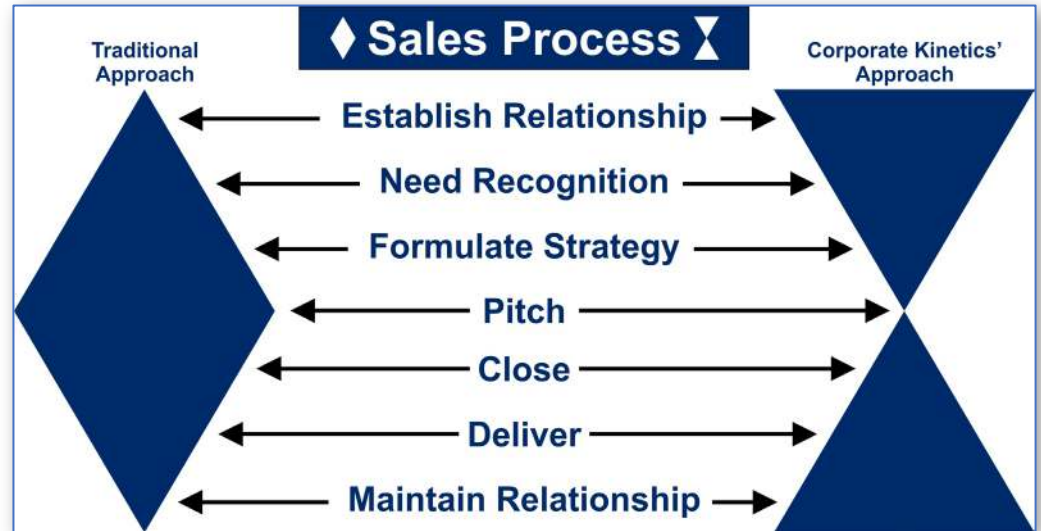 Sales Process
Traditional
Approach
Corporate Kinetics’
Approach
Establish Relationship
Need Recognition
Formulate Strategy
Pitch
Close
Deliver
Maintain Relationship